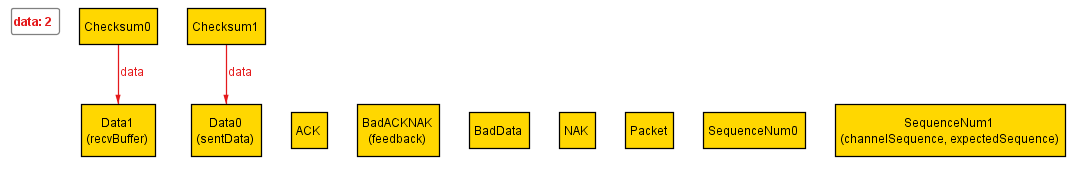 data: 2
Checksum0
Checksum1
data
data
Data1
(recvBuffer)
Data0
(sentData)
ACK
BadACKNAK
(feedback)
BadData
NAK
Packet
SequenceNum0
SequenceNum1
(channelSequence, expectedSequence)